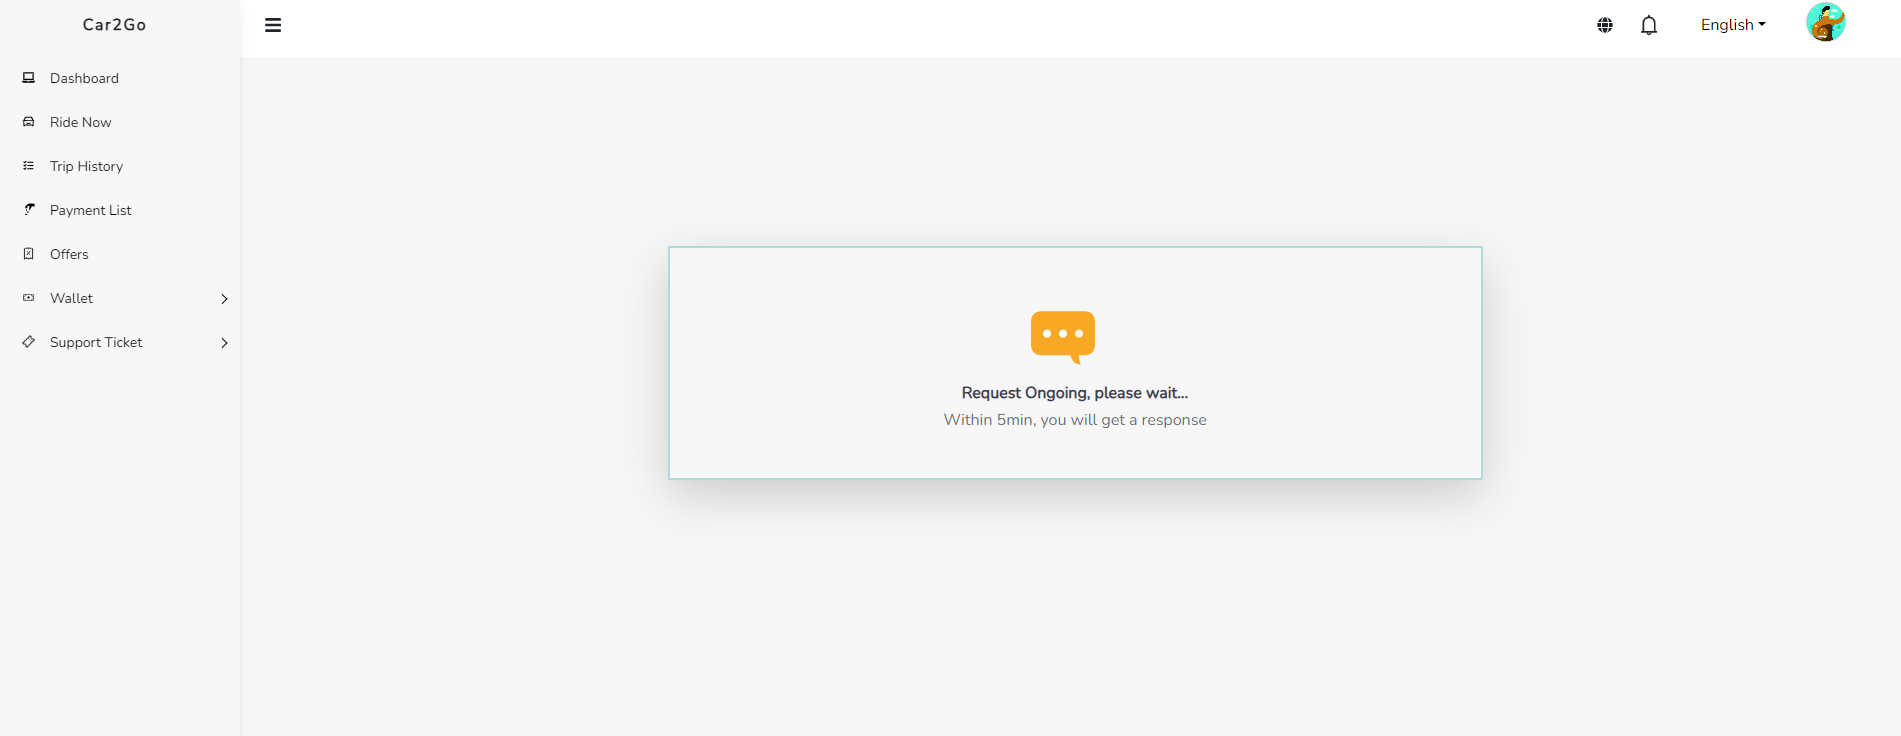 Car2Go
English
Dashboard
Ride Now
Trip History
Payment List
Offers
Wallet
Support Ticket
Request Ongoing, please wait...
Within 5min, you will get a response